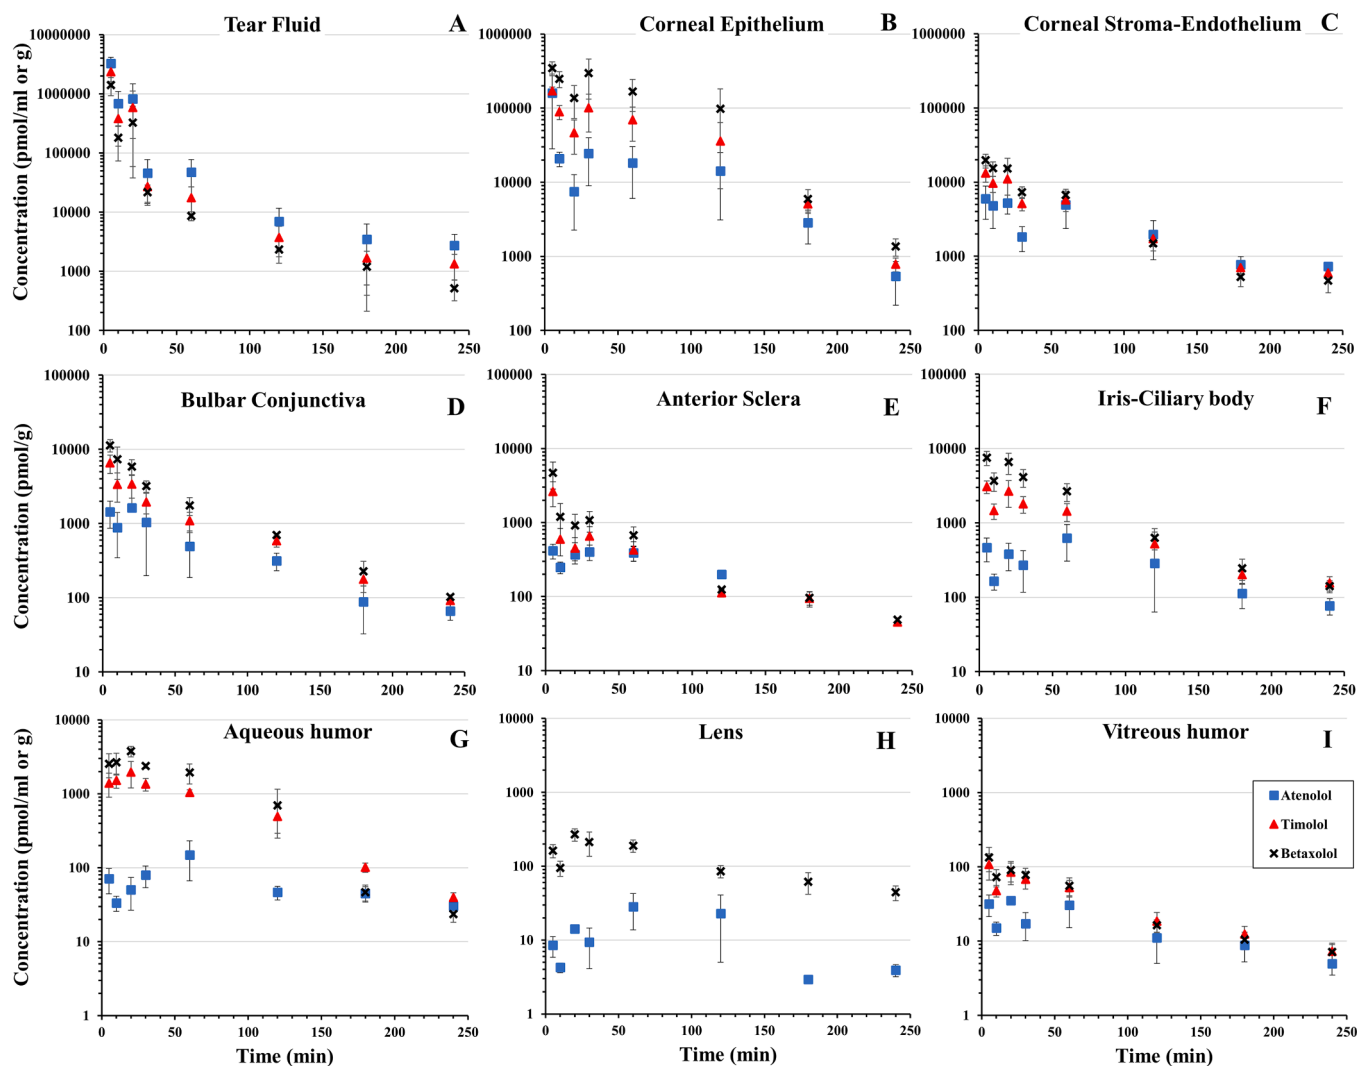 Tear Fluid A
Corneal Epithelium B
Corneal Stroma-Endothelium C
Concentration (pmol/ml or g)
10000000
1000000
100000
10000
1000
100
0 50 100 150 200 250
1000000
100000
10000
1000
100
0 50 100 150 200 250
1000000
100000
10000
1000
100
0 50 100 150 200 250
Bulbar Conjunctiva D
Anterior Sclera E
Iris-Ciliary body F
Concentration (pmol/g)
100000
10000
1000
100
10
0 50 100 150 200 250
100000
10000
1000
100
10
0 50 100 150 200 250
100000
10000
1000
100
10
0 50 100 150 200 250
Aqueous humor G
Lens H
Vitreous humor I
Concentration (pmol/ml or g)
10000
1000
100
10
1
0 50 100 150 200 250
10000
1000
100
10
1
0 50 100 150 200 250
10000
1000
100
10
1
0 50 100 150 200 250
Atenolol
Timolol
Betaxolol
Time (min)
Time (min)
Time (min)